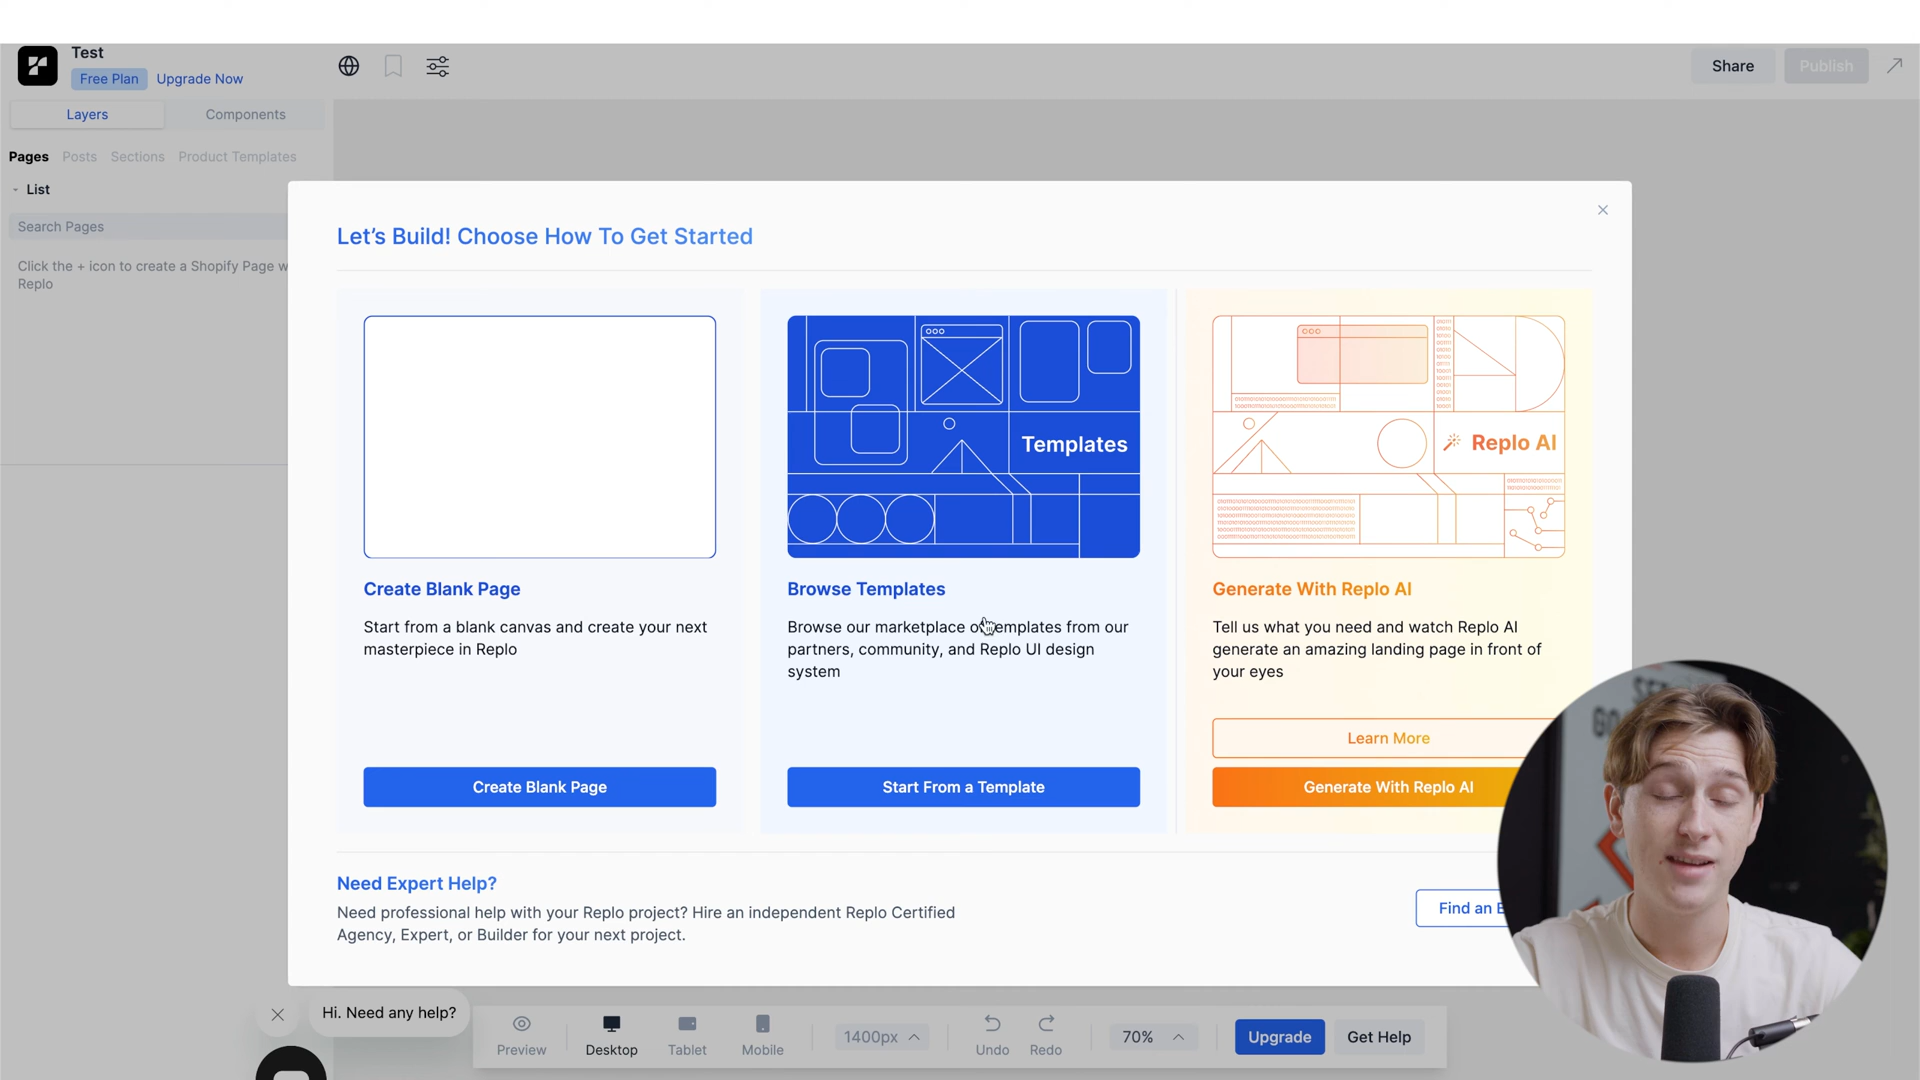 Test
Free Plan Upgrade Now
Share Publish
Layers Components
Pages Posts Sections Product Templates
List
Search Pages
Click the + icon to create a Shopify Page w
Replo
Let's Build! Choose How To Get Started
Templates
Replo AI
Create Blank Page
Start from a blank canvas and create your next
masterpiece in Replo
Create Blank Page
Browse Templates
Browse our marketplace o templates from our
partners, community, and Replo UI design
system
Start From a Template
Generate With Replo AI
Tell us what you need and watch Replo AI
generate an amazing landing page in front of
your eyes
Learn More
Generate With Replo AI
Need Expert Help?
Need professional help with your Replo project? Hire an independent Replo Certified
Agency, Expert, or Builder for your next project.
Find an E
Hi. Need any help?
Preview Desktop Tablet Mobile 1400px Undo Redo 70% Upgrade Get Help